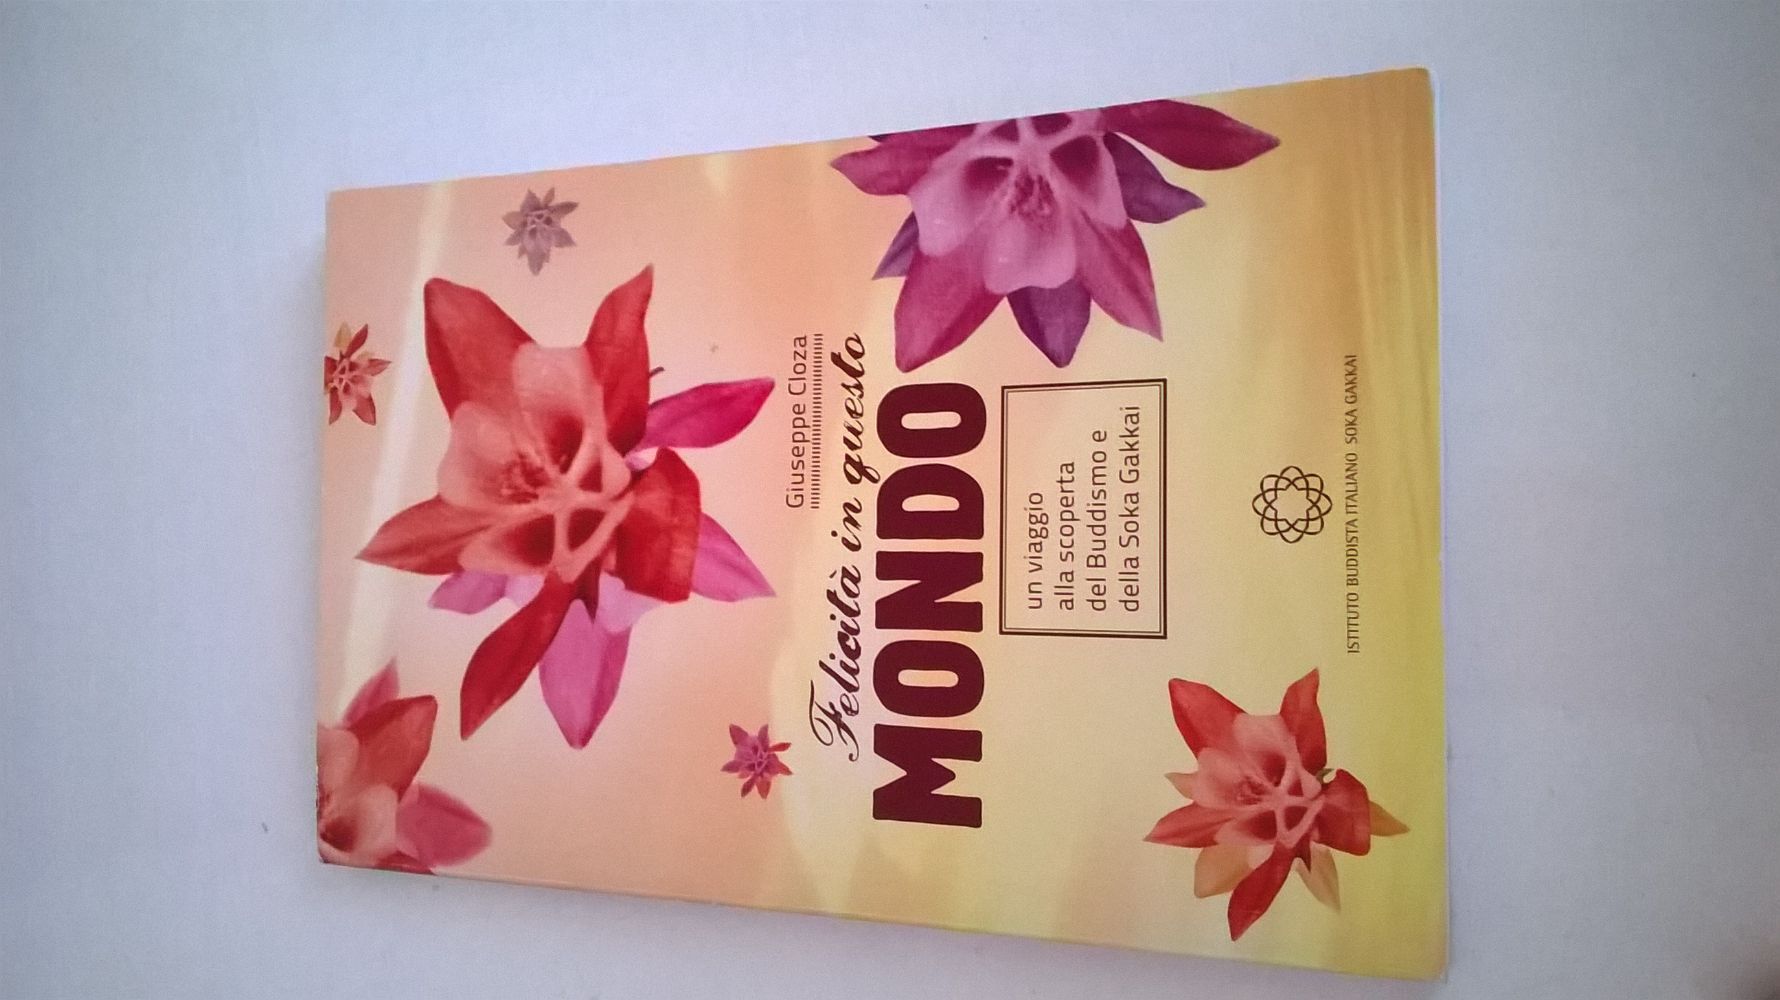 Giuseppe Cloza
Felicità in questo
MONDO
un viaggio
alla scoperta
del Buddismo e
della Soka Gakkai
ISTITUTO BUDDISTA ITALIANO SOKA GAKKAI